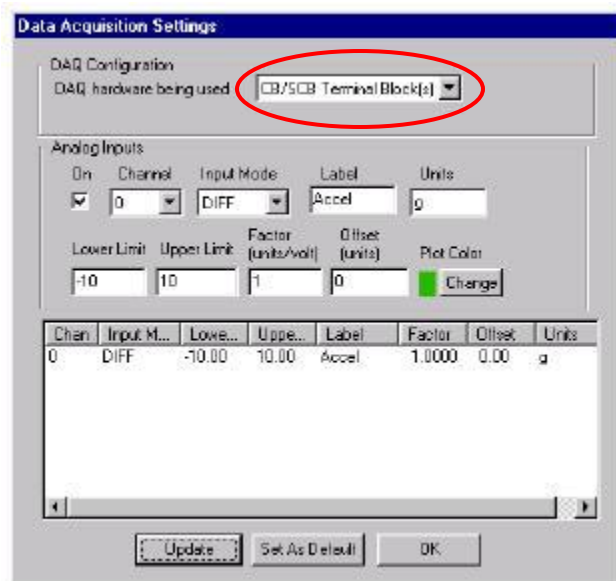 Data Acquisition Settings
DAQ Configuration
DAQ hardware being used CB/SCB Terminal Block(s)
Analog Inputs
On Channel Input Mode Label Units
0 DIFF Accel g
Lower Limit Upper Limit Factor (units/volt) Offset (units) Plot Color
-10 10 1 0 Change
Chan Input M... Lowe... Uppe... Label Factor Offset Units
0 DIFF -10.00 10.00 Accel 1.0000 0.00 g
Update Set As Default OK